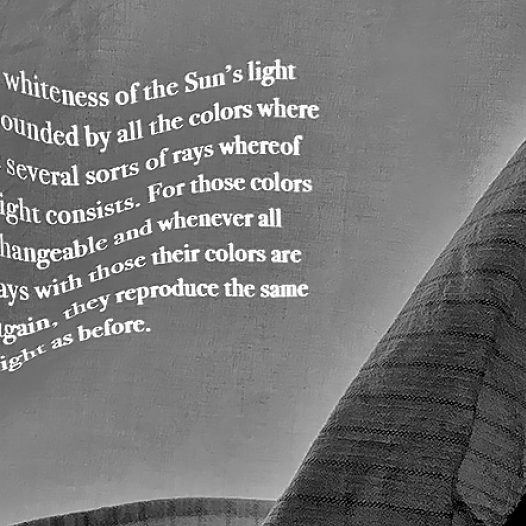 whiteness of the Sun's light
ounded by all the colors where
several sorts of rays whereof
ight consists. For those colors
hangeable and whenever all
ays with those their colors are
gain, they reproduce the same
ight as before.